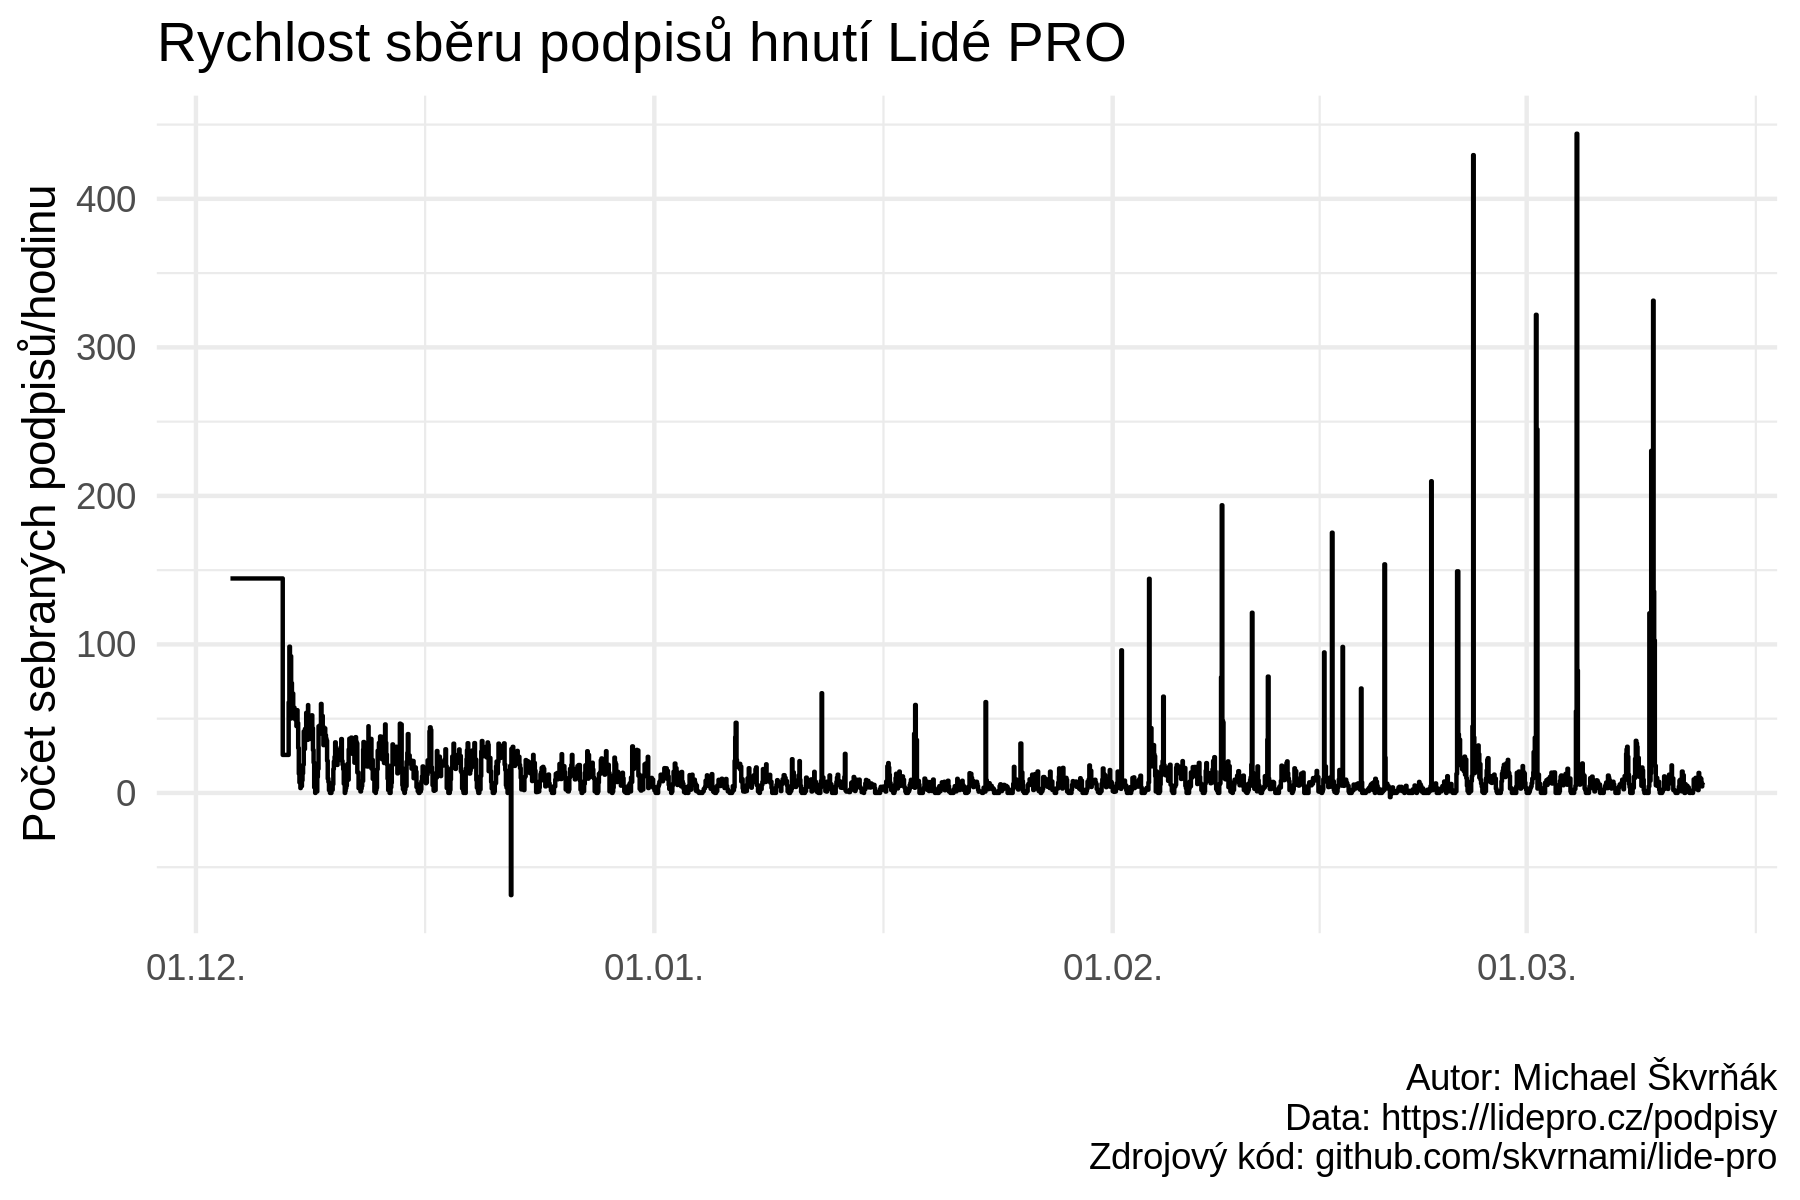 Rychlost sběru podpisů hnutí Lidé PRO
Počet sebraných podpisů/hodinu
400
300
200
100
0
01.12.
01.01.
01.02.
01.03.
Autor: Michael Škvrňák
Data: https://lidepro.cz/podpisy
Zdrojový kód: github.com/skvrnami/lide-pro